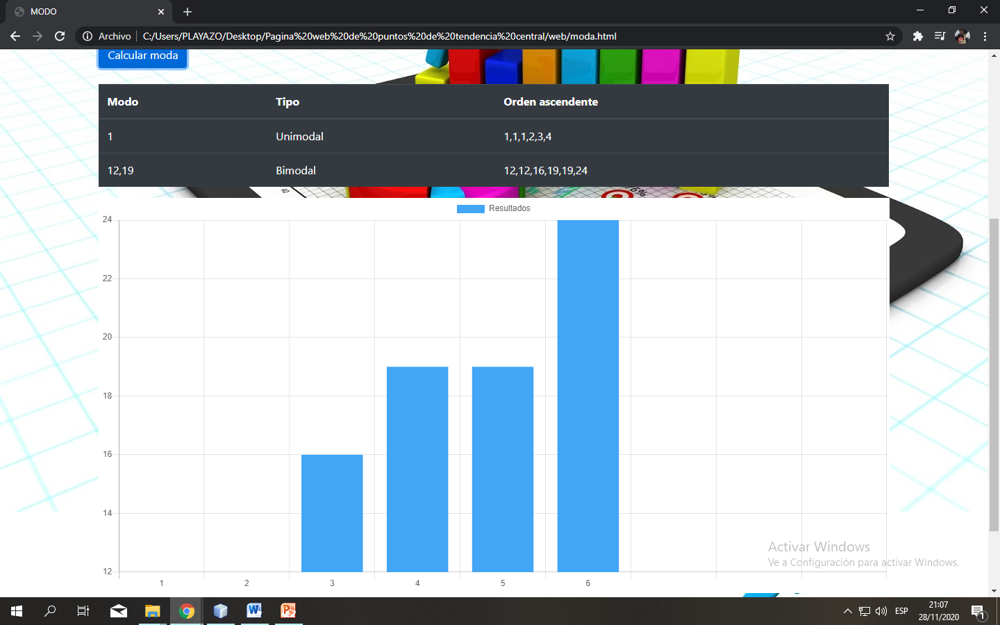 MODO
Archivo C:/Users/PLAYAZO/Desktop/Pagina%20web%20de%20puntos%20de%20tendencia%20central/web/moda.html
Calcular moda
Modo Tipo Orden ascendente
1 Unimodal 1,1,1,2,3,4
12,19 Bimodal 12,12,16,19,19,24
40
Resultados
24
22
20
18
16
14
12
1 2 3 4 5 6
Activar Windows
Ve a Configuración para activar Windows.
ESP
21:07
28/11/2020
1